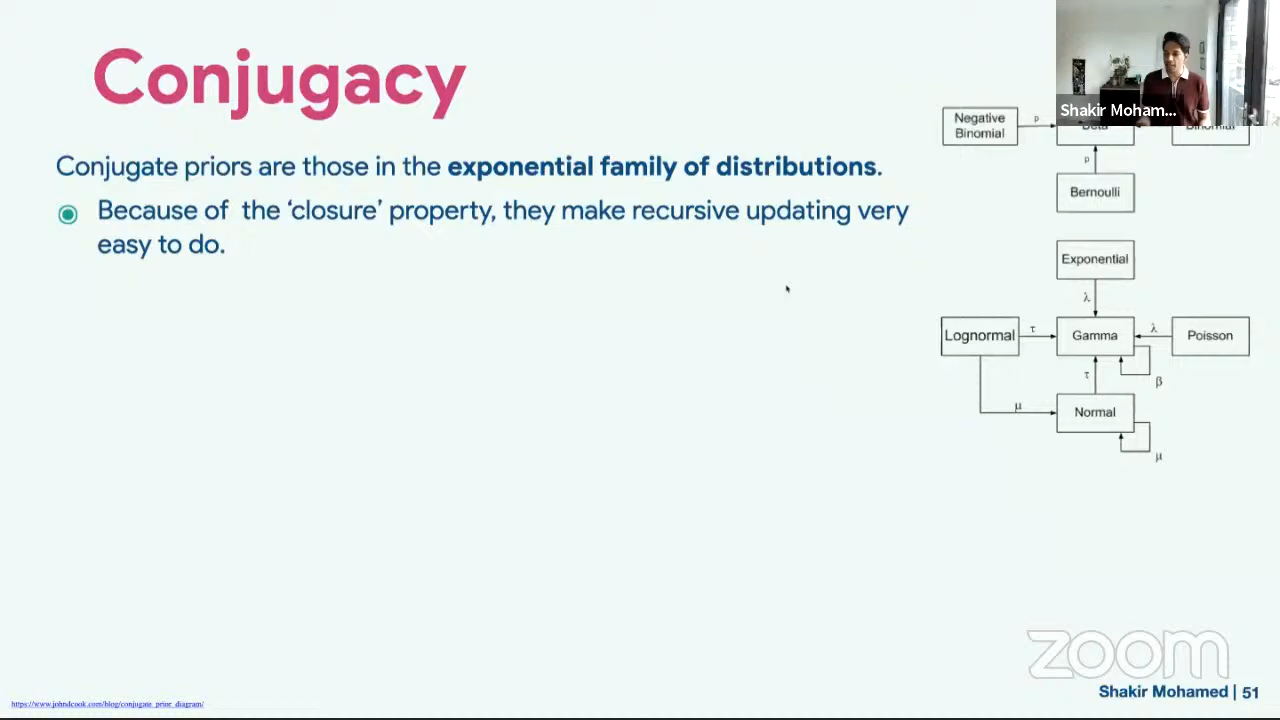 Conjugacy
Shakir Moham...
Conjugate priors are those in the exponential family of distributions.
Because of the ‘closure’ property, they make recursive updating very
easy to do.
Negative
Binomial
p
Beta
Binomial
p
Bernoulli
Exponential
λ
Lognormal
τ
Gamma
λ
Poisson
τ
β
μ
Normal
μ
zoom
Shakir Mohamed | 51
https://www.johndcook.com/blog/conjugate_prior_diagram/